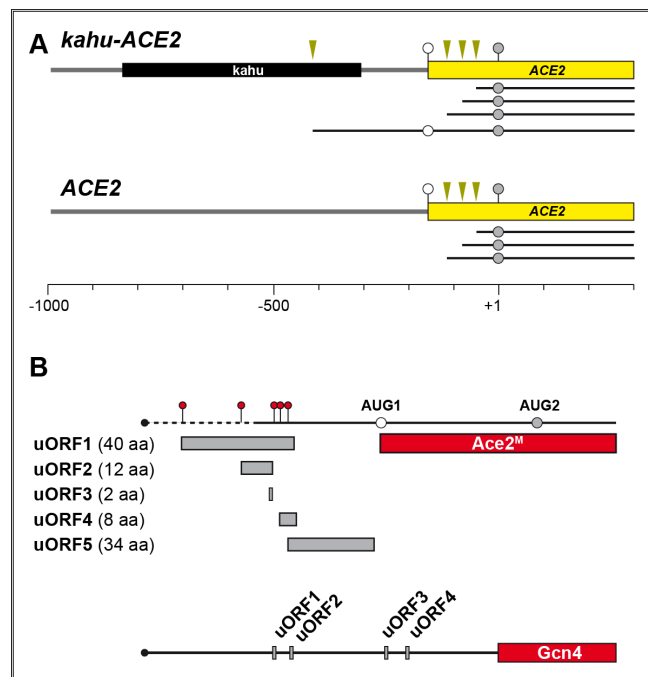 A
kahu-ACE2
kahu
ACE2
ACE2
ACE2
-1000 -500 +1
B
AUG1 AUG2
uORF1 (40 aa) Ace2ᴹ
uORF2 (12 aa)
uORF3 (2 aa)
uORF4 (8 aa)
uORF5 (34 aa)
uORF1 uORF2 uORF3 uORF4
Gcn4